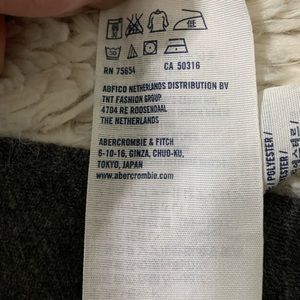 RN 75654 CA 50316
ABFICO NETHERLANDS DISTRIBUTION BV
TNT FASHION GROUP
4704 RE ROOSENDAAL
THE NETHERLANDS
ABERCROMBIE & FITCH
6-10-16, GINZA, CHUO-KU,
TOKYO, JAPAN
www.abercrombie.com
POLYESTER /